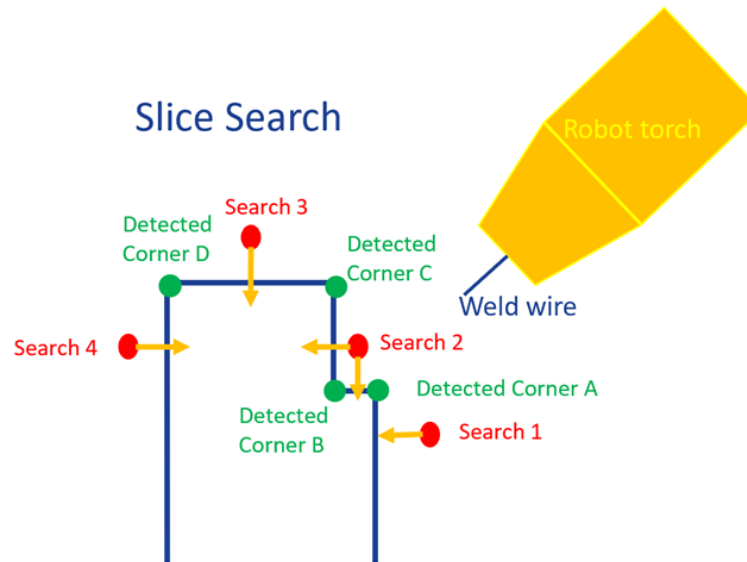 Slice Search
Robot torch
Search 3
Detected
Corner D
Detected
Corner C
Weld wire
Search 4
Search 2
Detected Corner A
Detected
Corner B
Search 1